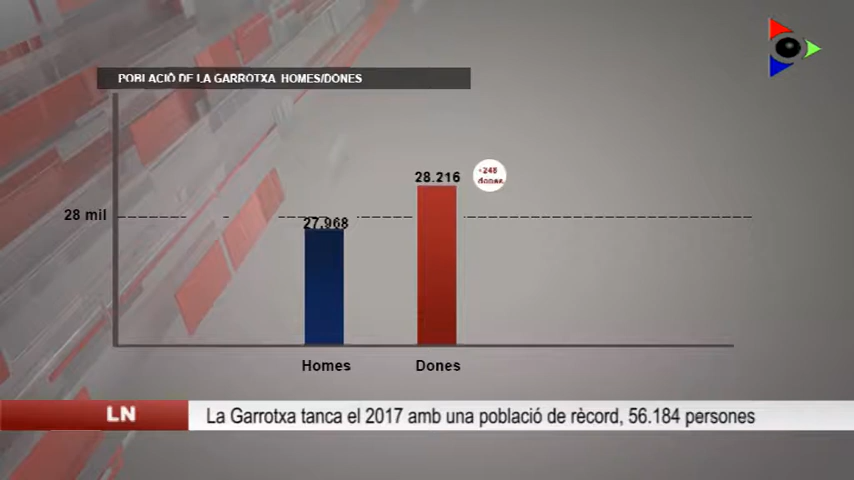 POBLACIÓ DE LA GARROTXA HOMES/DONES
28.216
+248
dones
28 mil
27.968
Homes
Dones
LN
La Garrotxa tanca el 2017 amb una població de rècord, 56.184 persones